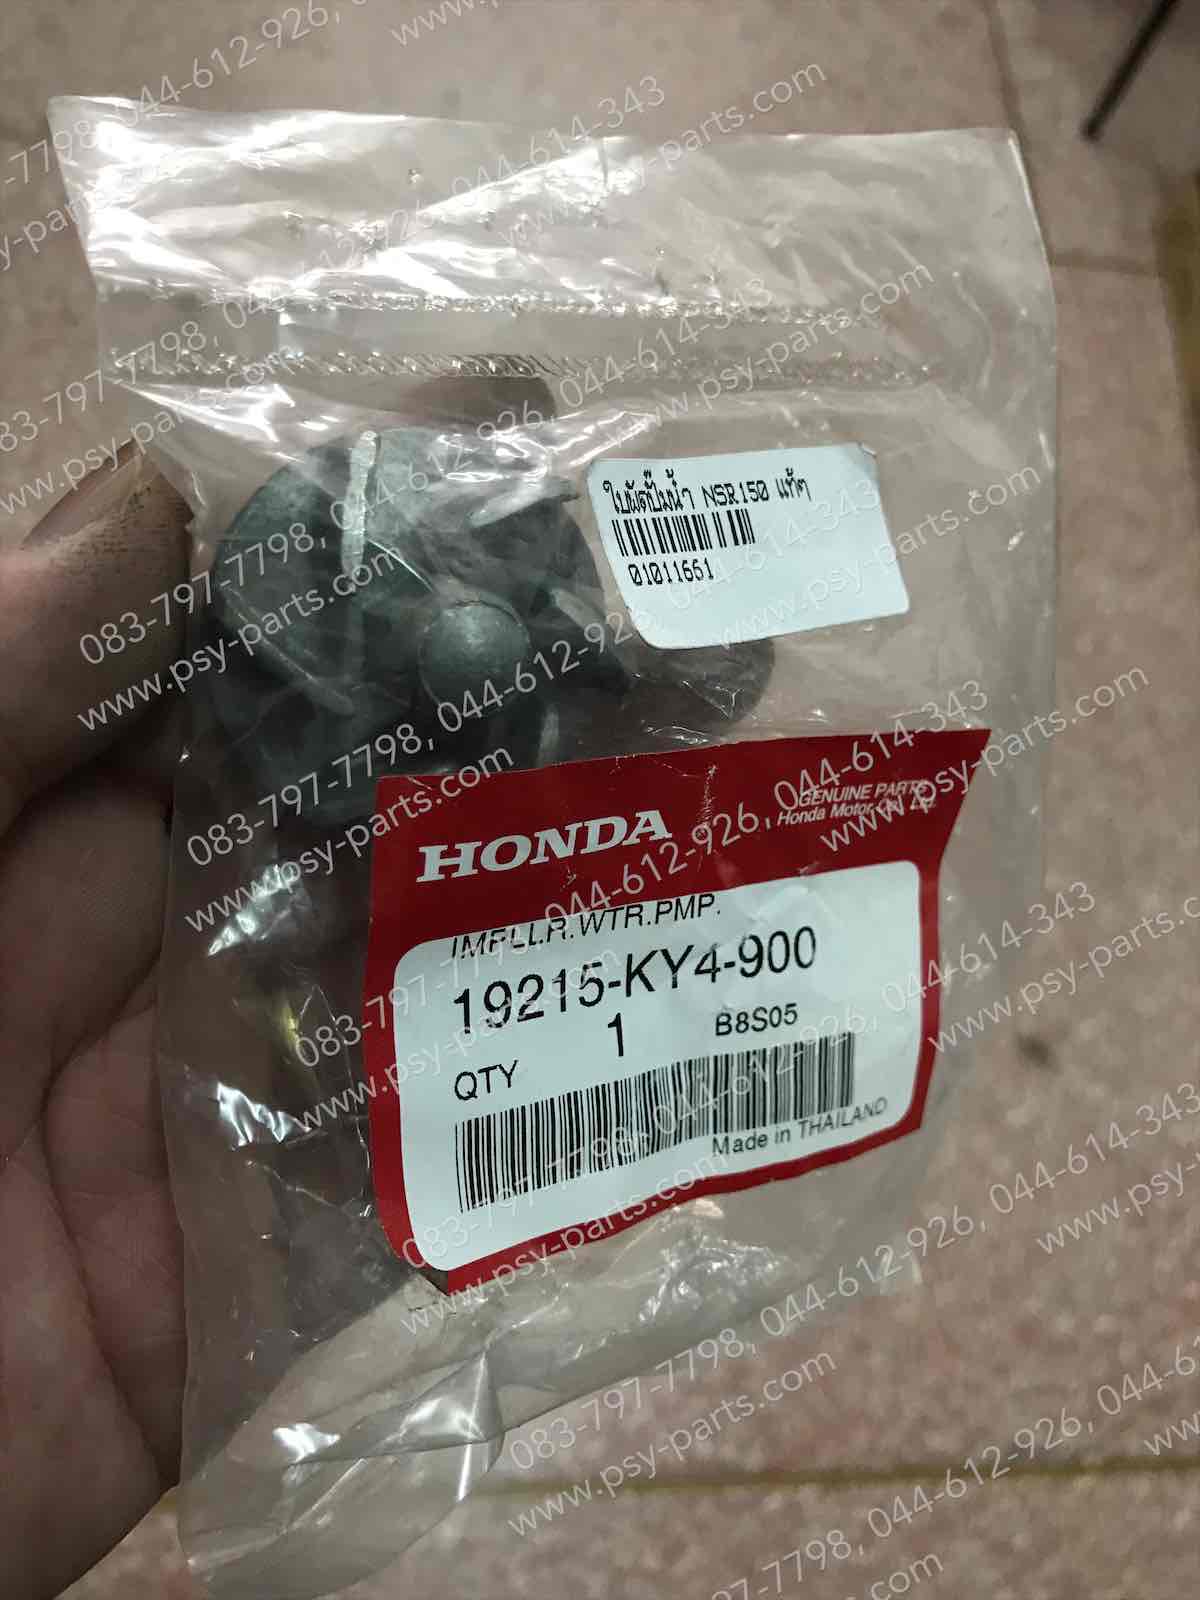 ใบพัดปั๊มน้ำ NSR150 แท้ๆ
01011661
HONDA
GENUINE PARTS
Honda Motor Co., Ltd.
IMPLLR.WTR.PMP.
19215-KY4-900
QTY 1 B8S05
Made in THAILAND
083-797-7798, 044-612-926, 044-614-343
www.psy-parts.com